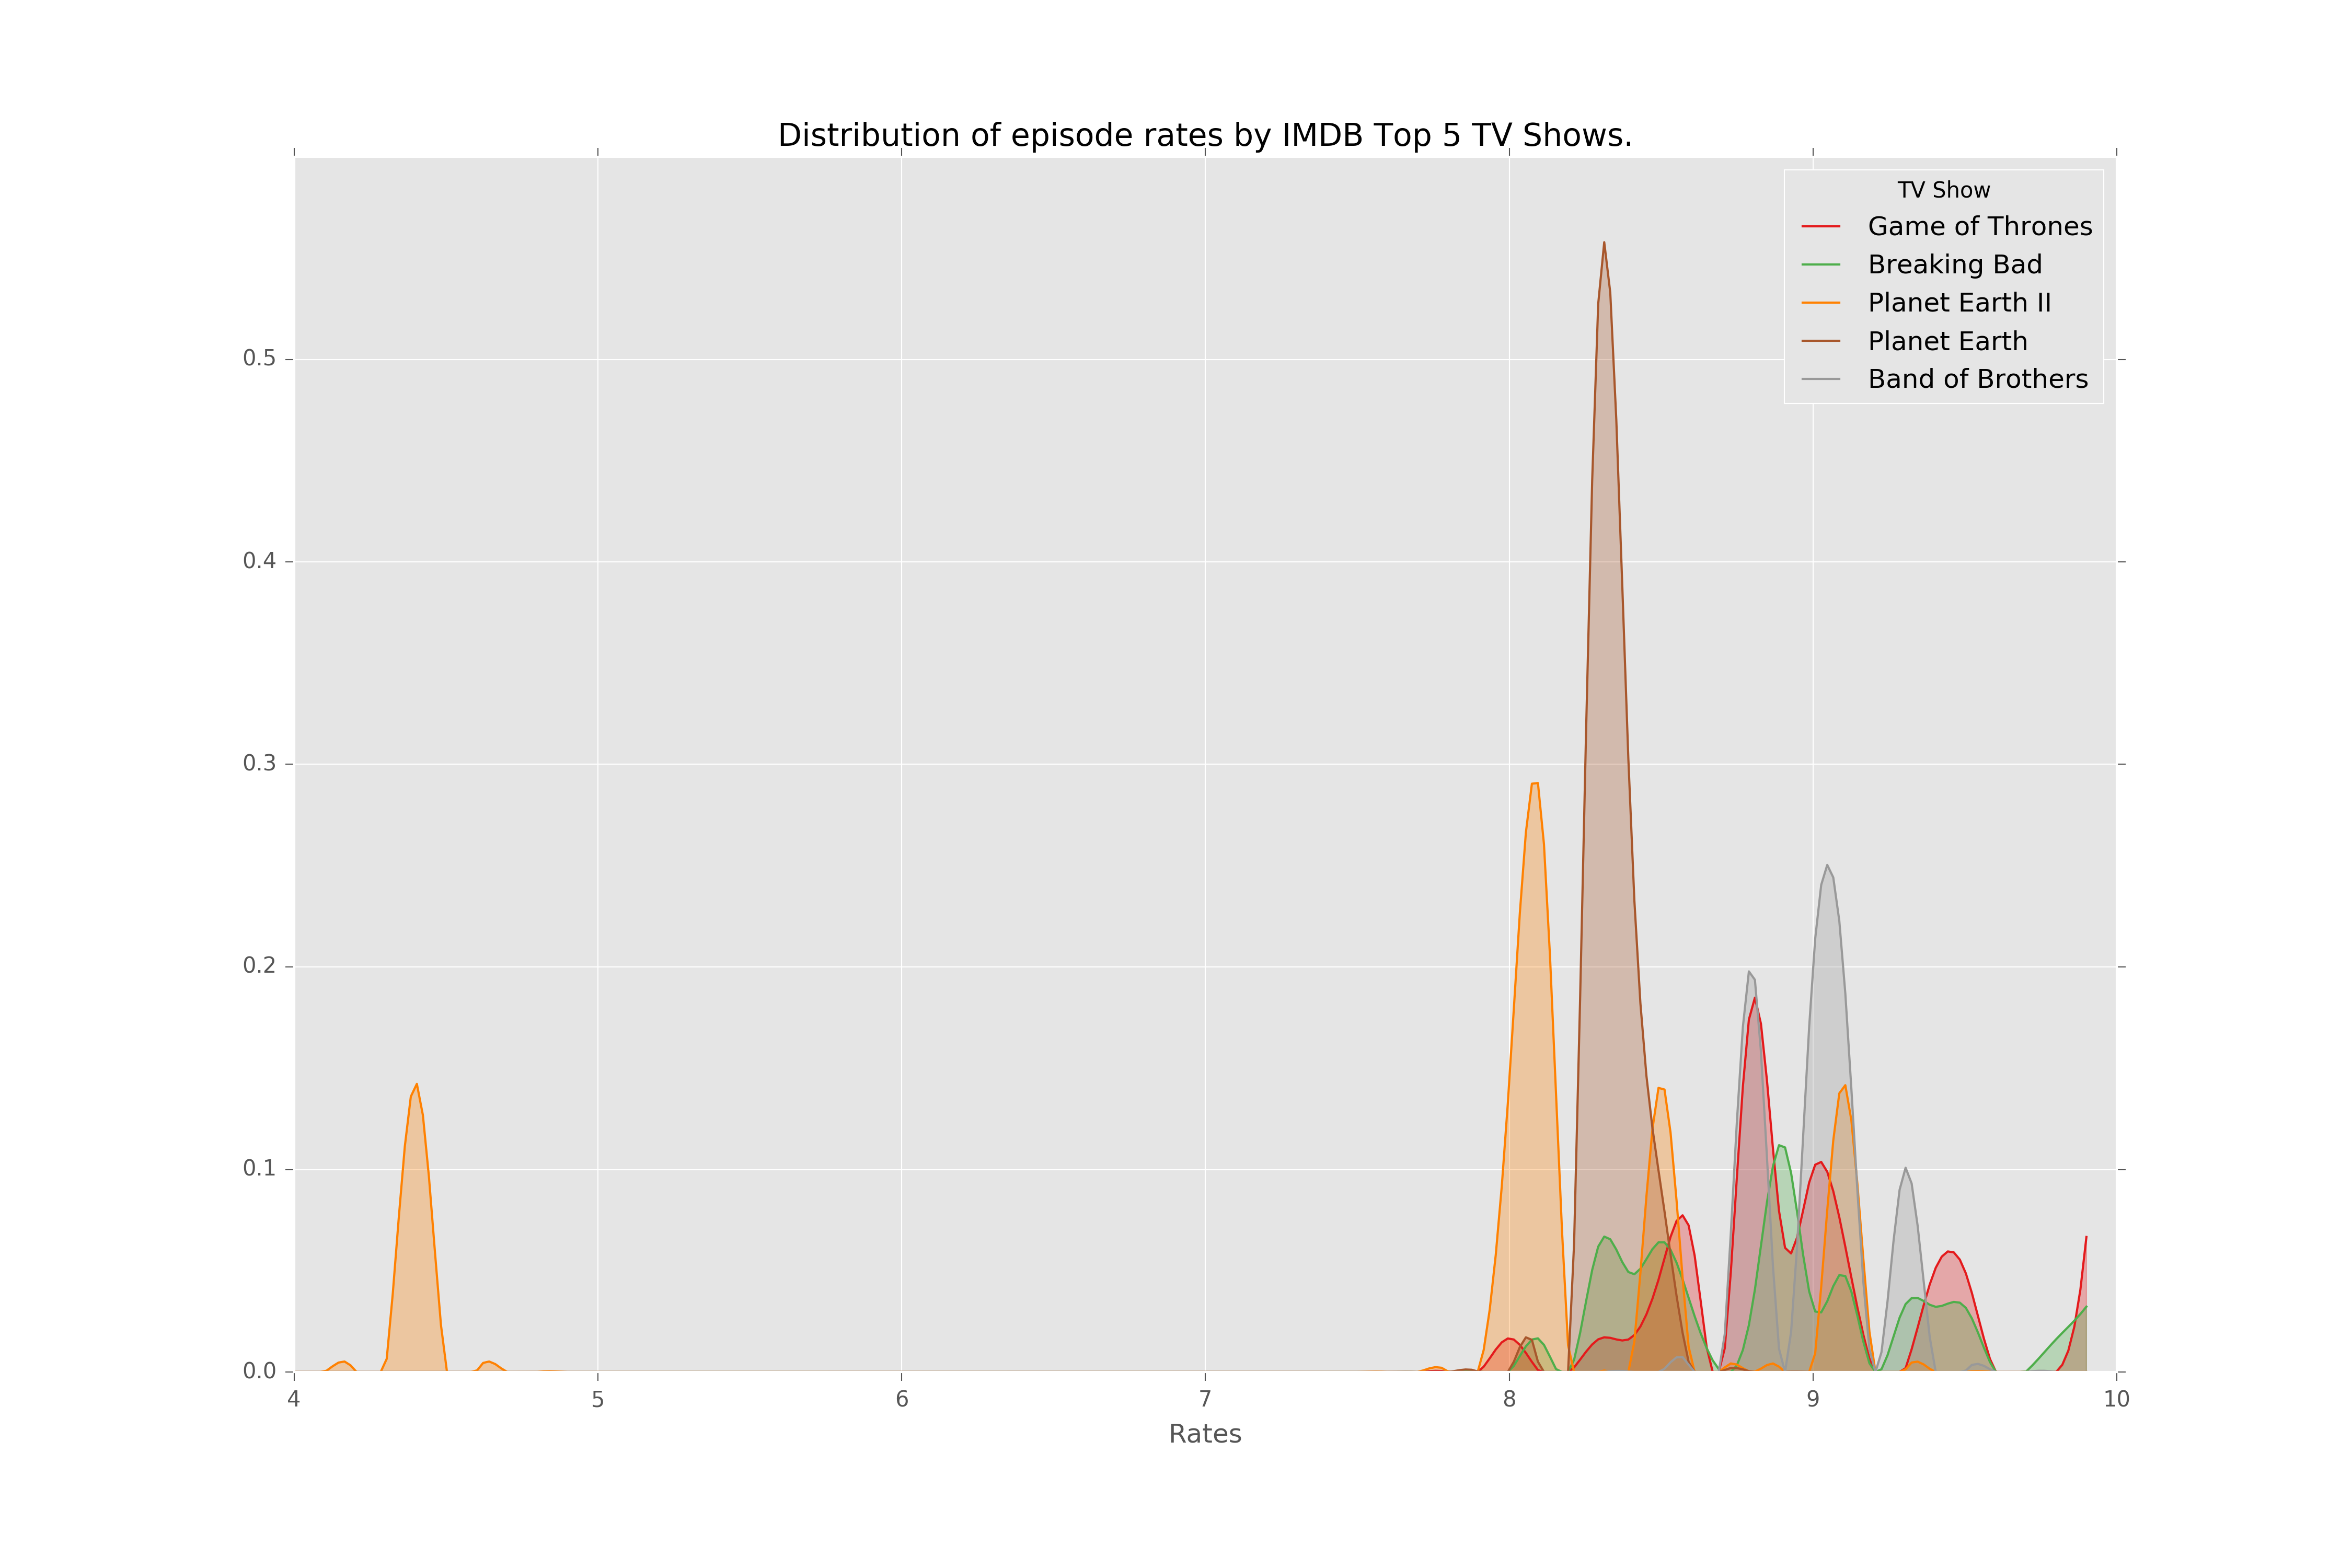 Distribution of episode rates by IMDB Top 5 TV Shows.
TV Show
Game of Thrones
Breaking Bad
Planet Earth II
Planet Earth
Band of Brothers
0.5
0.4
0.3
0.2
0.1
0.0
4 5 6 7 8 9 10
Rates